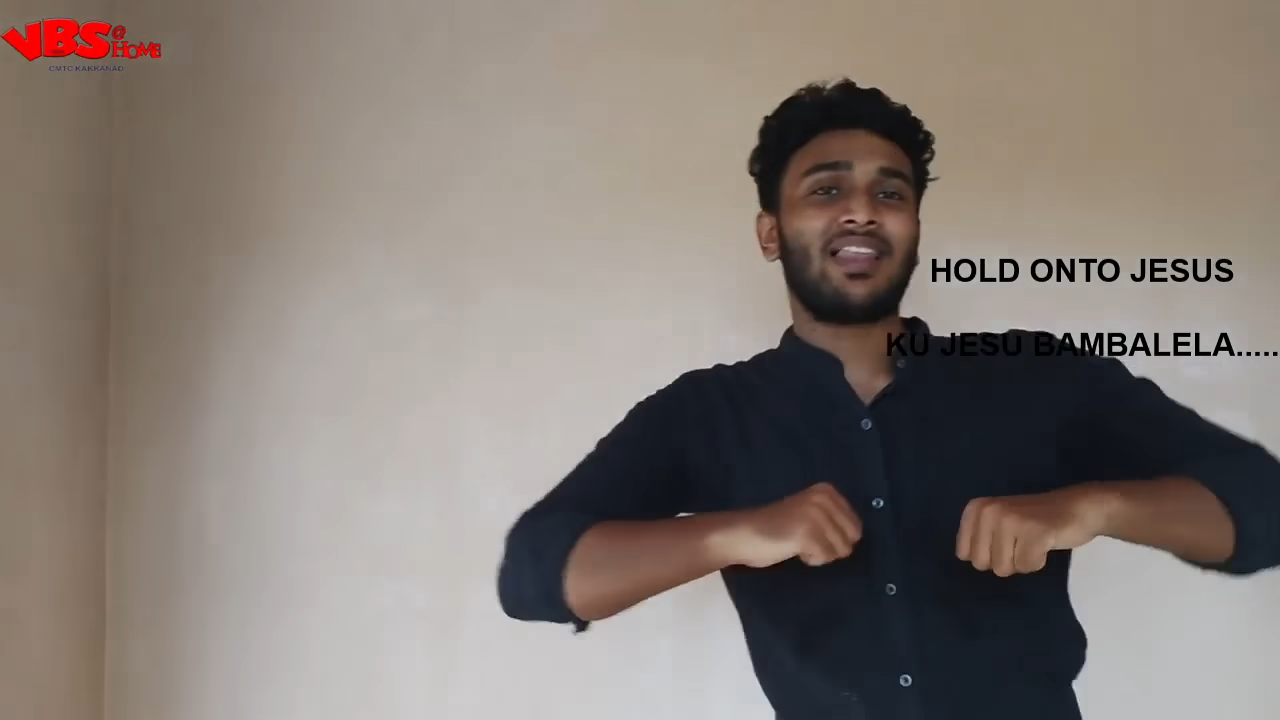 VBS@HOME
CMTC KAKKANAD
HOLD ONTO JESUS
KU JESU BAMBALELA.....